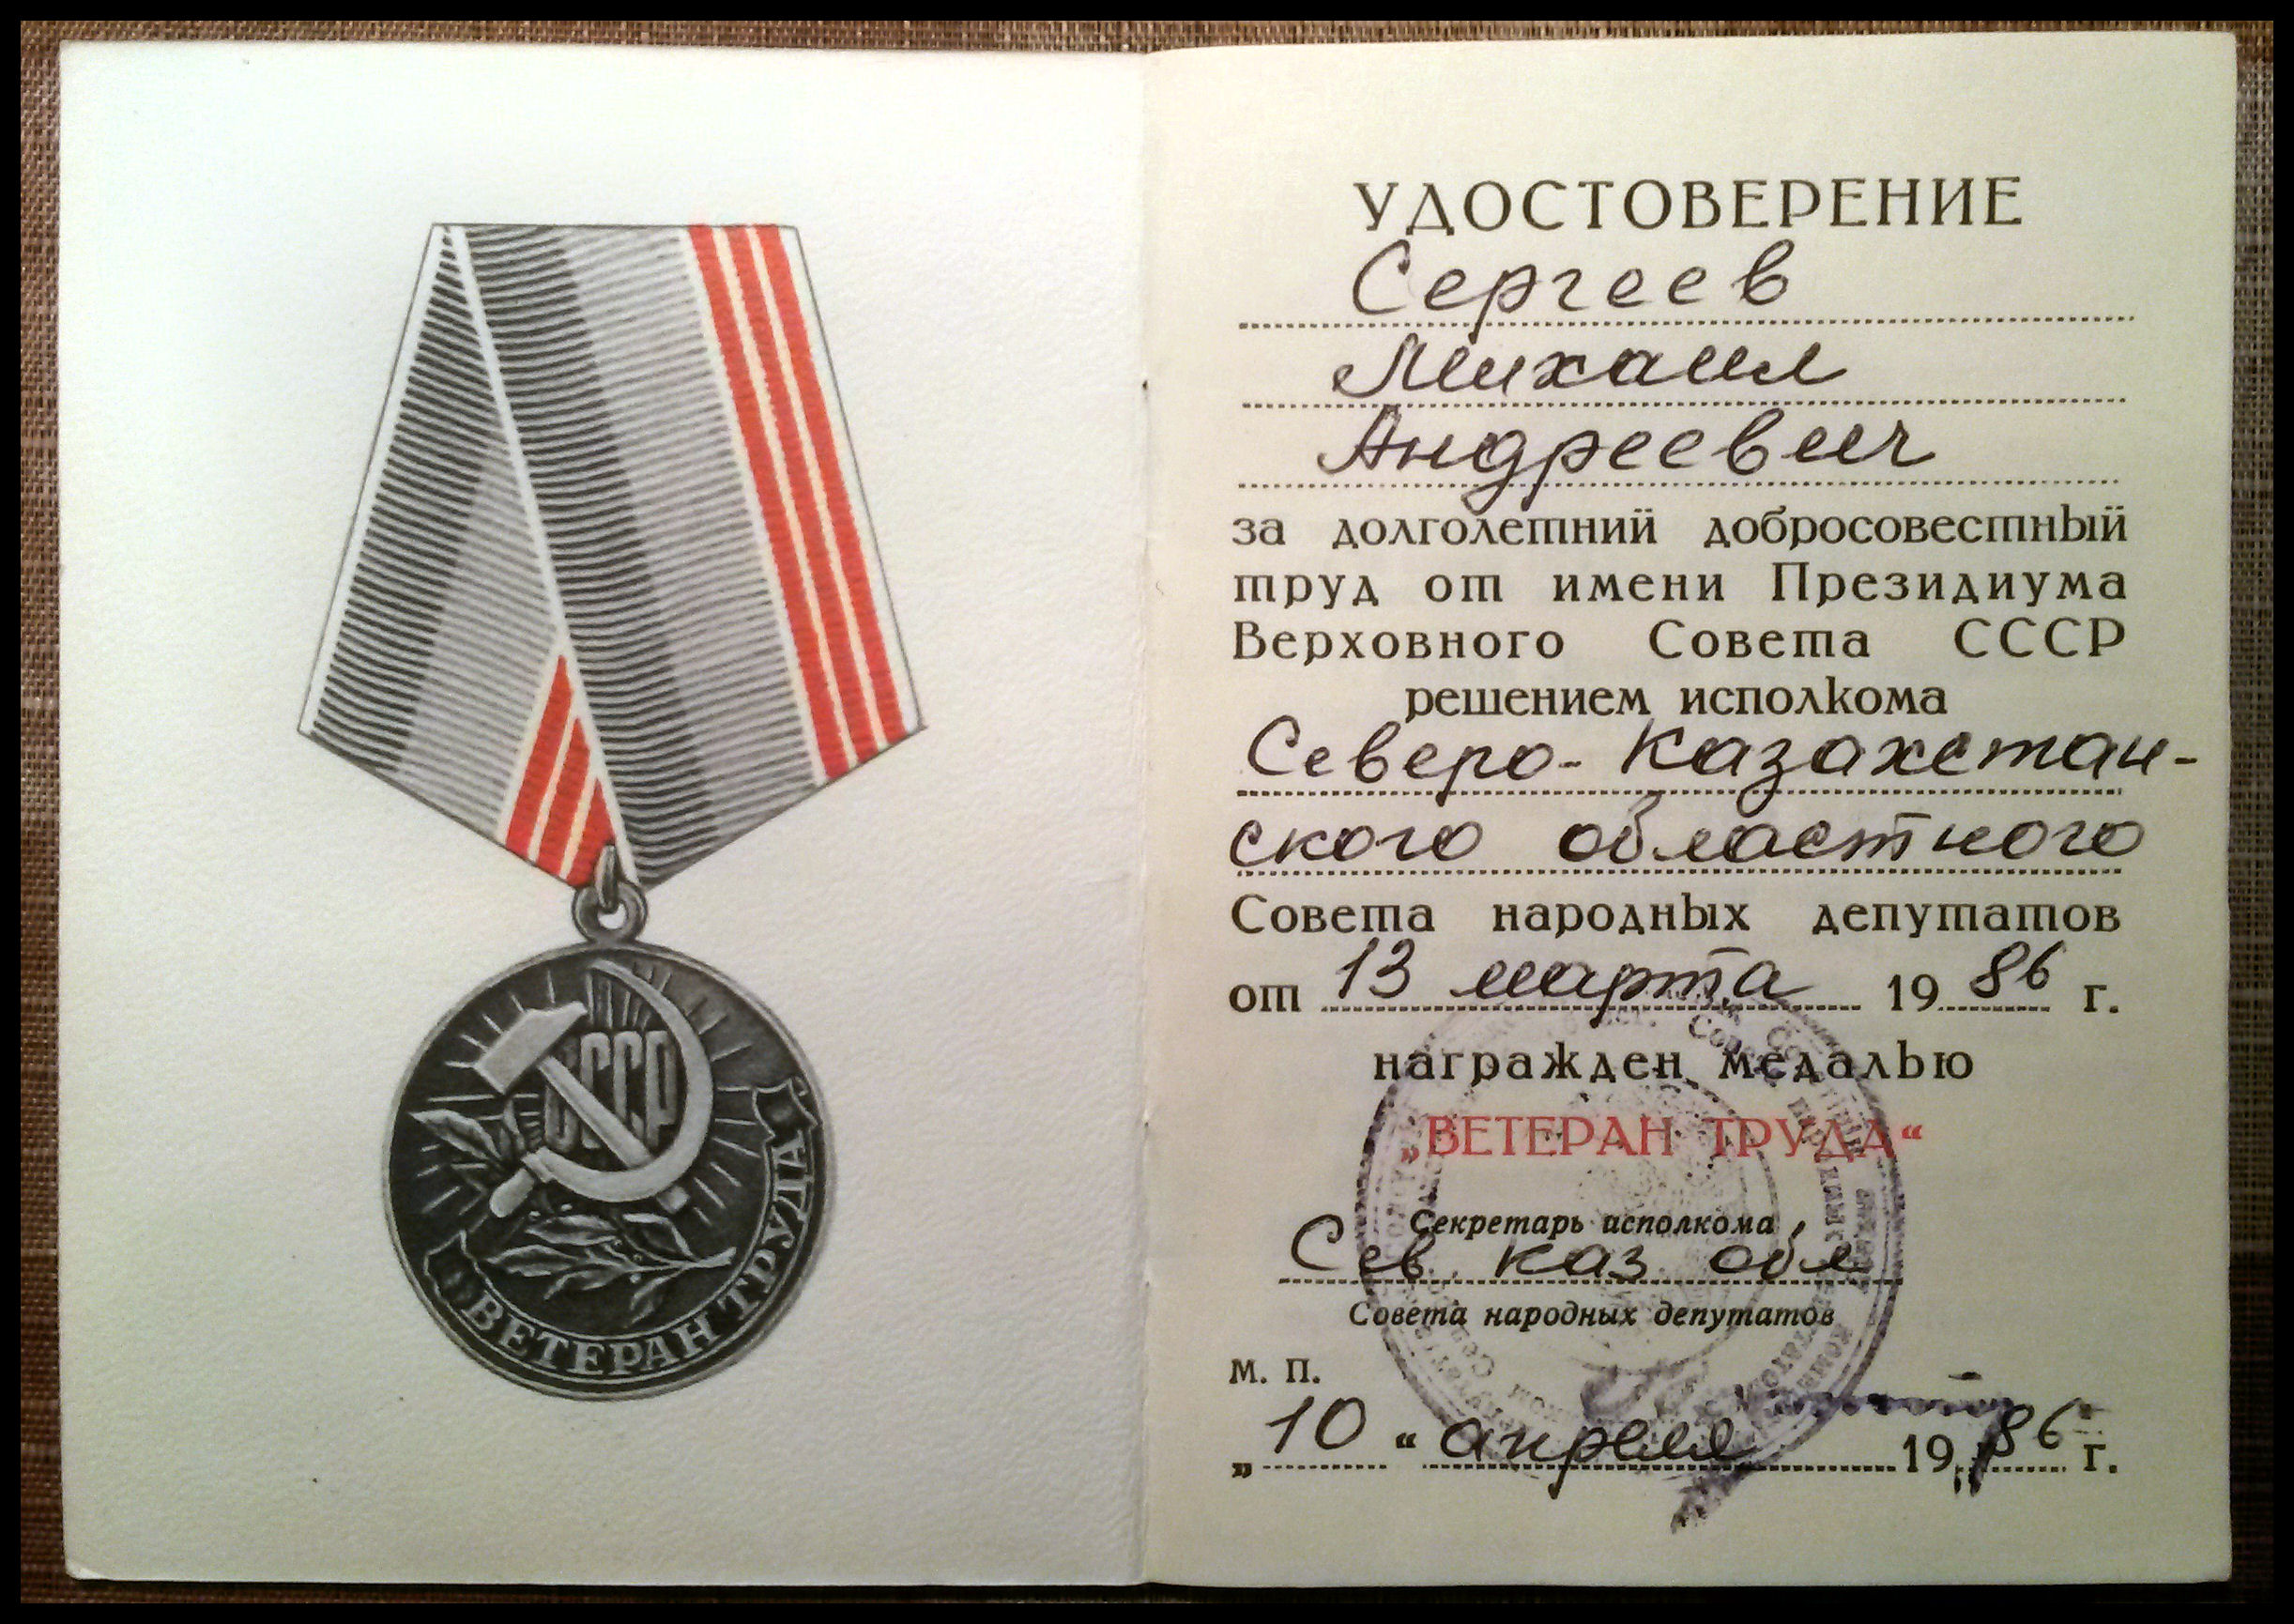 СССР
ВЕТЕРАН ТРУДА
УДОСТОВЕРЕНИЕ
Сергеев
Михаил
Андреевич
за долголетний добросовестный
труд от имени Президиума
Верховного Совета СССР
решением исполкома
Северо-Казахстан-
ского областного
Совета народных депутатов
от 13 марта 1986 г.
награжден медалью
„ВЕТЕРАН ТРУДА“
Секретарь исполкома
Сев. каз. обл
Совета народных депутатов
М. П.
„10“ апреля 1986 г.